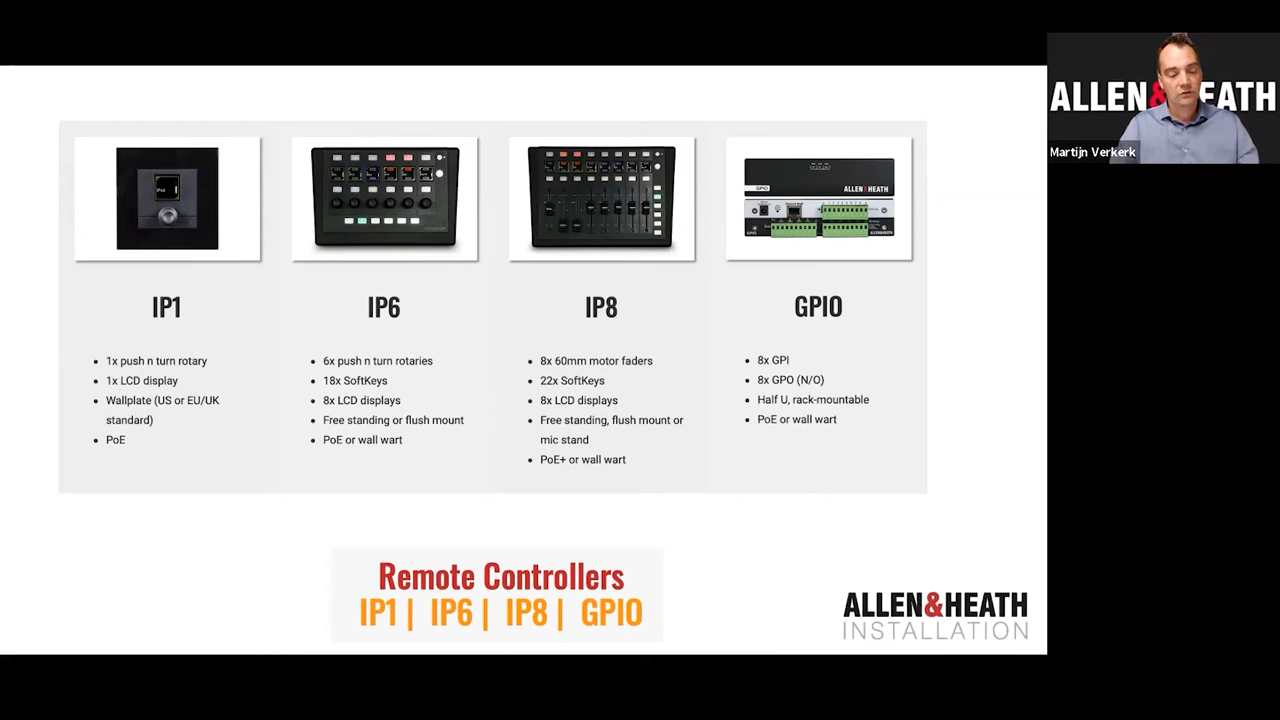 ALLEN&HEATH
Martijn Verkerk
GPIO
ALLEN&HEATH
IP1
1x push n turn rotary
1x LCD display
Wallplate (US or EU/UK
standard)
PoE
IP6
6x push n turn rotaries
18x SoftKeys
8x LCD displays
Free standing or flush mount
PoE or wall wart
IP8
8x 60mm motor faders
22x SoftKeys
8x LCD displays
Free standing, flush mount or
mic stand
PoE+ or wall wart
GPIO
8x GPI
8x GPO (N/O)
Half U, rack-mountable
PoE or wall wart
Remote Controllers
IP1 | IP6 | IP8 | GPIO
ALLEN&HEATH
INSTALLATION